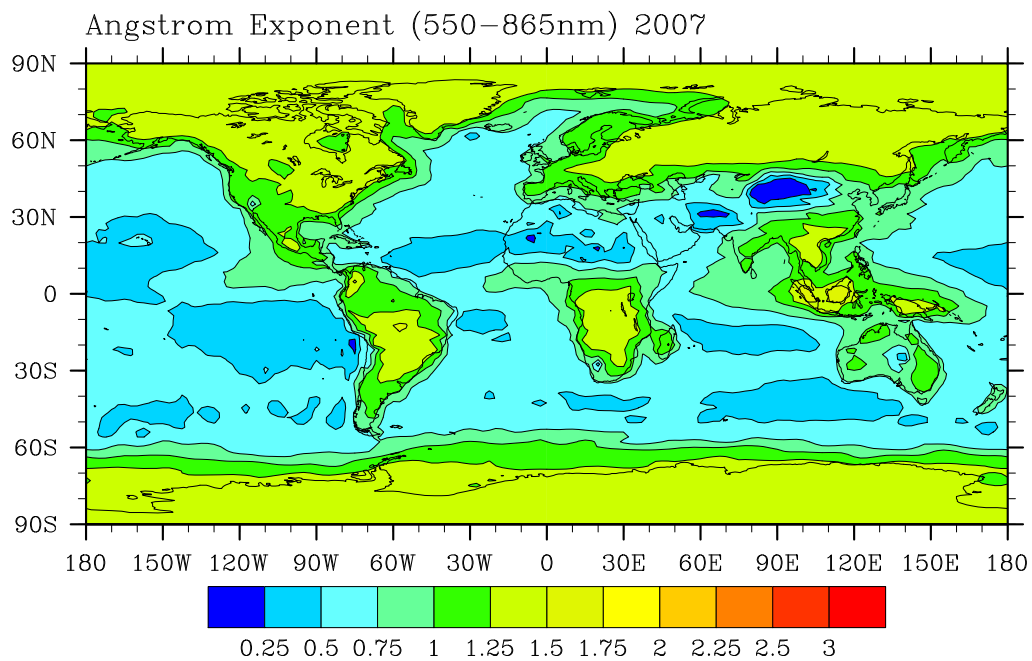 Angstrom Exponent (550−865nm) 2007
90N
60N
30N
0
30S
60S
90S
180 150W 120W 90W 60W 30W 0 30E 60E 90E 120E 150E 180
0.25 0.5 0.75 1 1.25 1.5 1.75 2 2.25 2.5 3